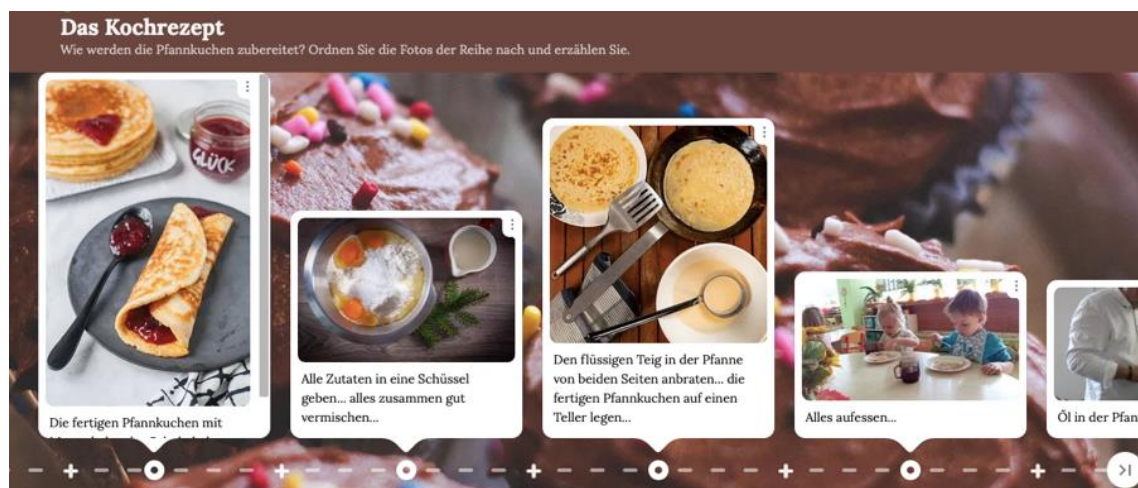 Das Kochrezept
Wie werden die Pfannkuchen zubereitet? Ordnen Sie die Fotos der Reihe nach und erzählen Sie.
GLÜCK
Die fertigen Pfannkuchen mit
Alle Zutaten in eine Schüssel
geben... alles zusammen gut
vermischen...
Den flüssigen Teig in der Pfanne
von beiden Seiten anbraten... die
fertigen Pfannkuchen auf einen
Teller legen...
Alles aufessen...
Öl in der Pfan